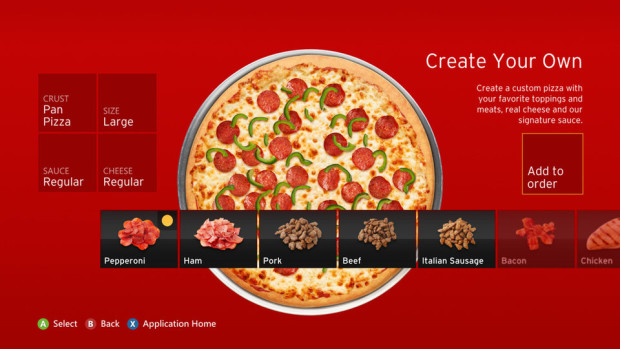 Create Your Own
Create a custom pizza with
your favorite toppings and
meats, real cheese and our
signature sauce.
CRUST
Pan
Pizza
SIZE
Large
SAUCE
Regular
CHEESE
Regular
Add to
order
Pepperoni
Ham
Pork
Beef
Italian Sausage
Bacon
Chicken
A Select
B Back
X Application Home